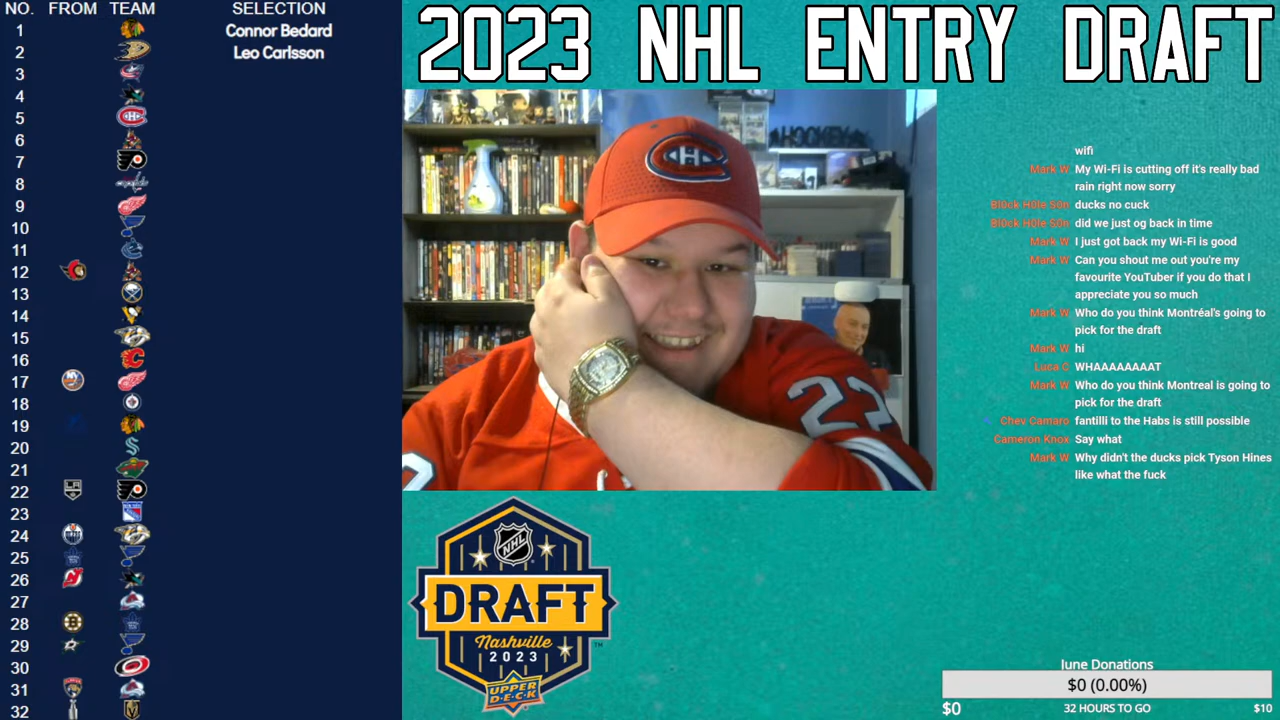 NO. FROM TEAM SELECTION
1 Connor Bedard
2 Leo Carlsson
3
4
5
6
7
8
9
10
11
12
13
14
15
16
17
18
19
20
21
22
23
24
25
26
27
28
29
30
31
32
2023 NHL ENTRY DRAFT
HOCKEY
22
wifi
Mark W My Wi-Fi is cutting off it's really bad
rain right now sorry
Bl0ck H0le S0n ducks no cuck
Bl0ck H0le S0n did we just og back in time
Mark W I just got back my Wi-Fi is good
Mark W Can you shout me out you're my
favourite YouTuber if you do that I
appreciate you so much
Mark W Who do you think Montréal's going to
pick for the draft
Mark W hi
Luca C WHAAAAAAAT
Mark W Who do you think Montreal is going to
pick for the draft
Chev Camaro fantilli to the Habs is still possible
Cameron Knox Say what
Mark W Why didn't the ducks pick Tyson Hines
like what the fuck
NHL
DRAFT
Nashville
2023
TM
UPPER
DECK
June Donations
$0 (0.00%)
$0 32 HOURS TO GO $10